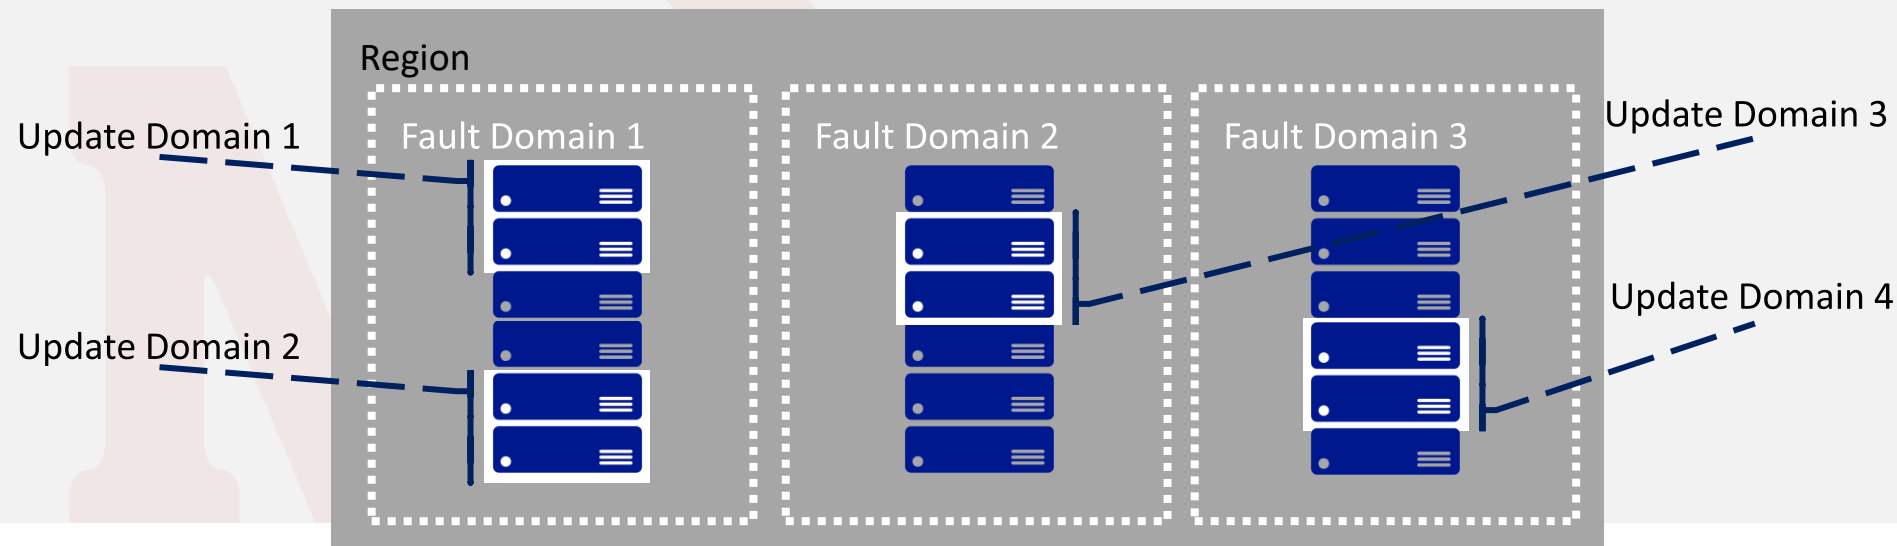 Region
Update Domain 1
Fault Domain 1
Fault Domain 2
Fault Domain 3
Update Domain 3
Update Domain 2
Update Domain 4